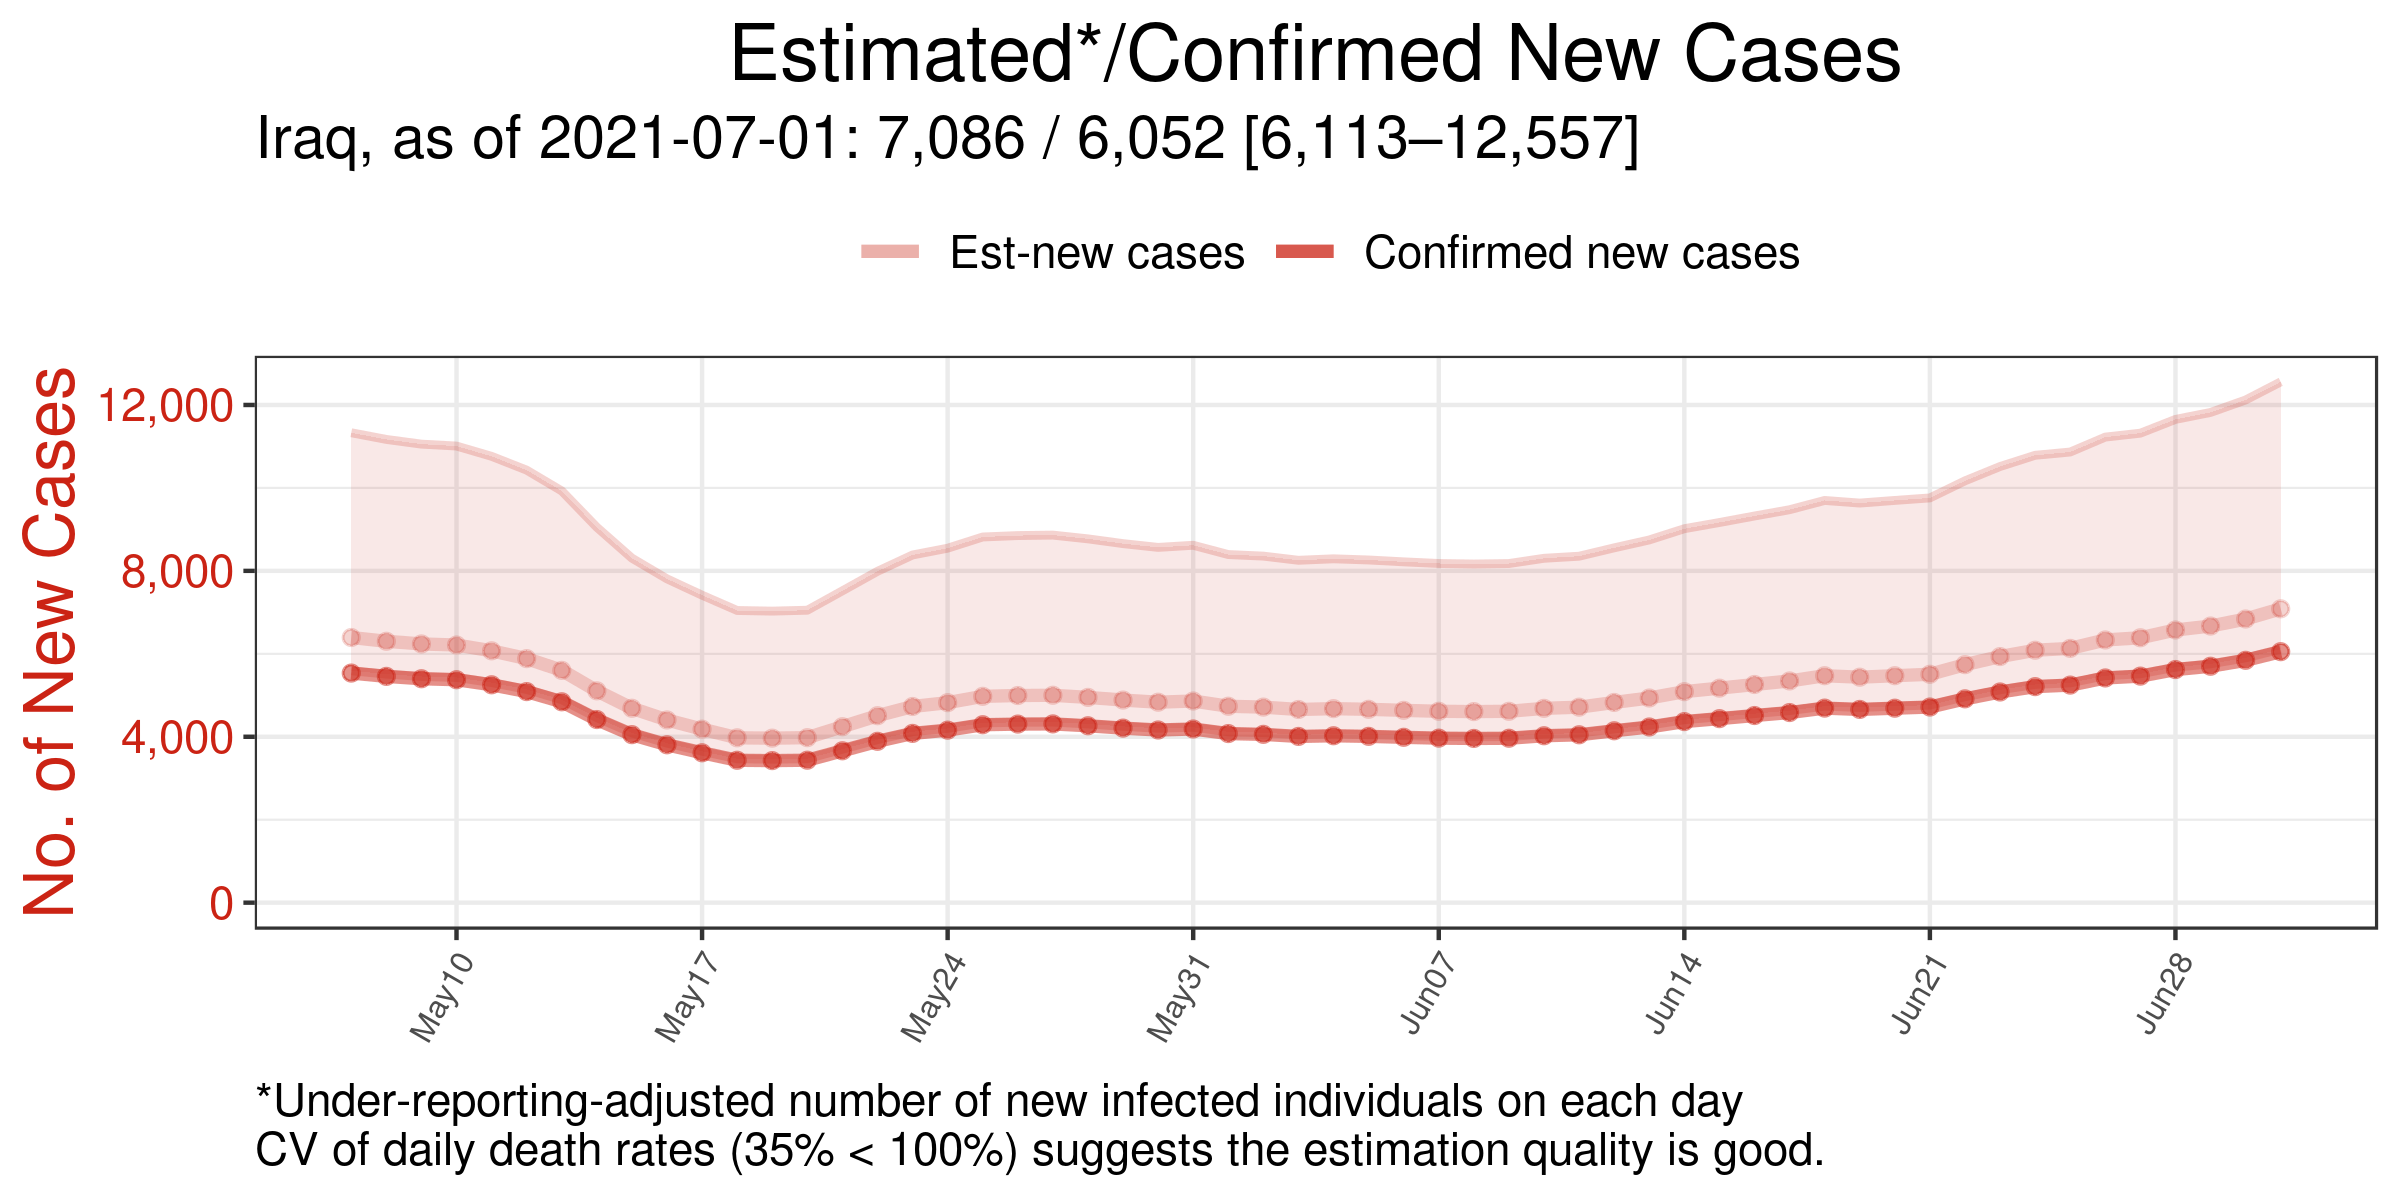 Estimated*/Confirmed New Cases
Iraq, as of 2021-07-01: 7,086 / 6,052 [6,113–12,557]
Est-new cases
Confirmed new cases
No. of New Cases
12,000
8,000
4,000
0
May10
May17
May24
May31
Jun07
Jun14
Jun21
Jun28
*Under-reporting-adjusted number of new infected individuals on each day
CV of daily death rates (35% < 100%) suggests the estimation quality is good.